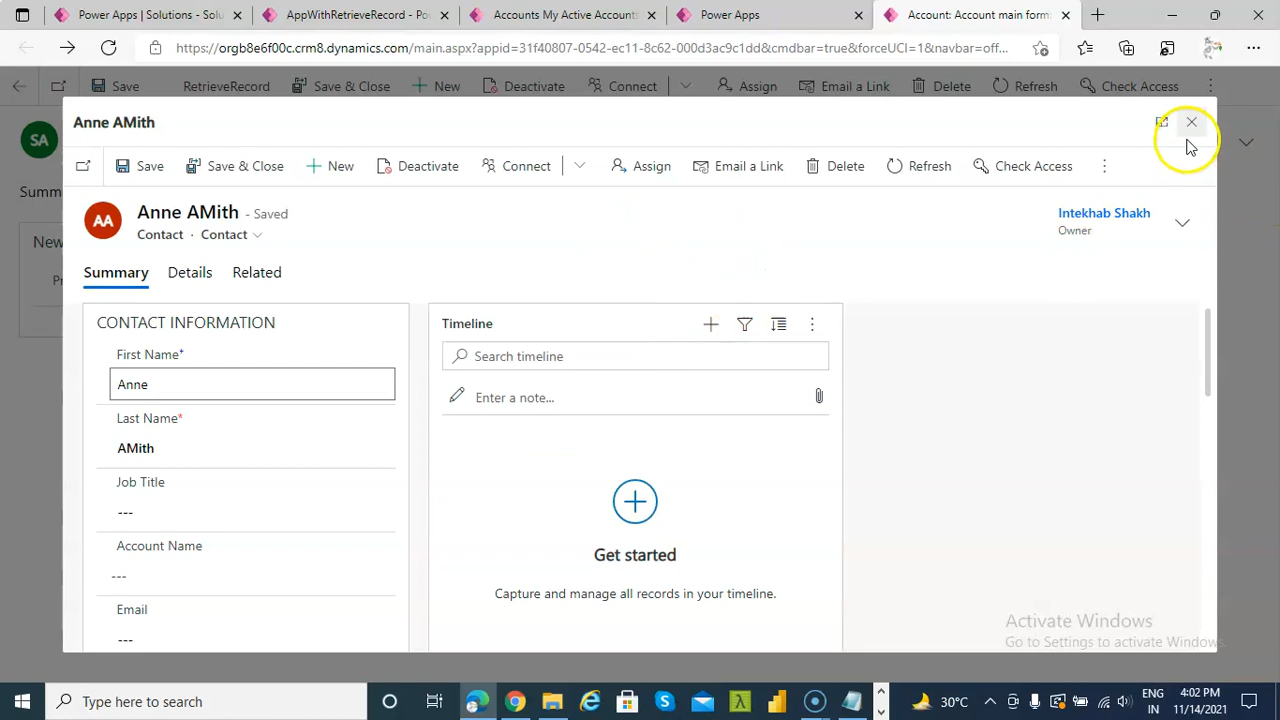 Power Apps | Solutions - Solu
AppWithRetrieveRecord - Power
Accounts My Active Accounts
Power Apps
Account: Account main form:
https://orgb8e6f00c.crm8.dynamics.com/main.aspx?appid=31f40807-0542-ec11-8c62-000d3ac9c1dd&cmdbar=true&forceUCI=1&navbar=off...
Save RetrieveRecord Save & Close New Deactivate Connect Assign Email a Link Delete Refresh Check Access
Anne AMith
SA
Save Save & Close New Deactivate Connect Assign Email a Link Delete Refresh Check Access
Summ
AA
Anne AMith - Saved
Contact · Contact
Intekhab Shakh
Owner
New
Summary Details Related
CONTACT INFORMATION
First Name*
Anne
Last Name*
AMith
Job Title
---
Account Name
---
Email
---
Timeline
Search timeline
Enter a note...
Get started
Capture and manage all records in your timeline.
Activate Windows
Go to Settings to activate Windows.
Type here to search
30°C
ENG
IN
4:02 PM
11/14/2021